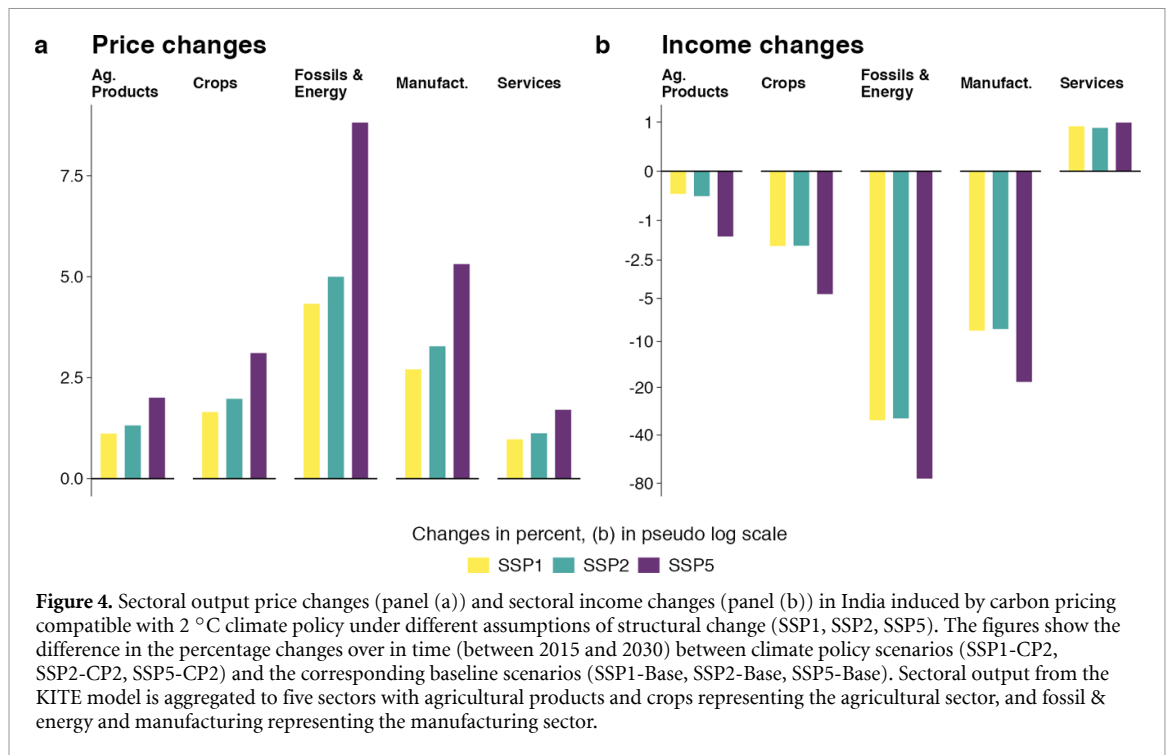 a Price changes
Ag. Products Crops Fossils & Energy Manufact. Services
7.5
5.0
2.5
0.0
b Income changes
Ag. Products Crops Fossils & Energy Manufact. Services
1
0
-1
-2.5
-5
-10
-20
-40
-80
Changes in percent, (b) in pseudo log scale
SSP1 SSP2 SSP5
Figure 4. Sectoral output price changes (panel (a)) and sectoral income changes (panel (b)) in India induced by carbon pricing
compatible with 2 °C climate policy under different assumptions of structural change (SSP1, SSP2, SSP5). The figures show the
difference in the percentage changes over in time (between 2015 and 2030) between climate policy scenarios (SSP1-CP2,
SSP2-CP2, SSP5-CP2) and the corresponding baseline scenarios (SSP1-Base, SSP2-Base, SSP5-Base). Sectoral output from the
KITE model is aggregated to five sectors with agricultural products and crops representing the agricultural sector, and fossil &
energy and manufacturing representing the manufacturing sector.